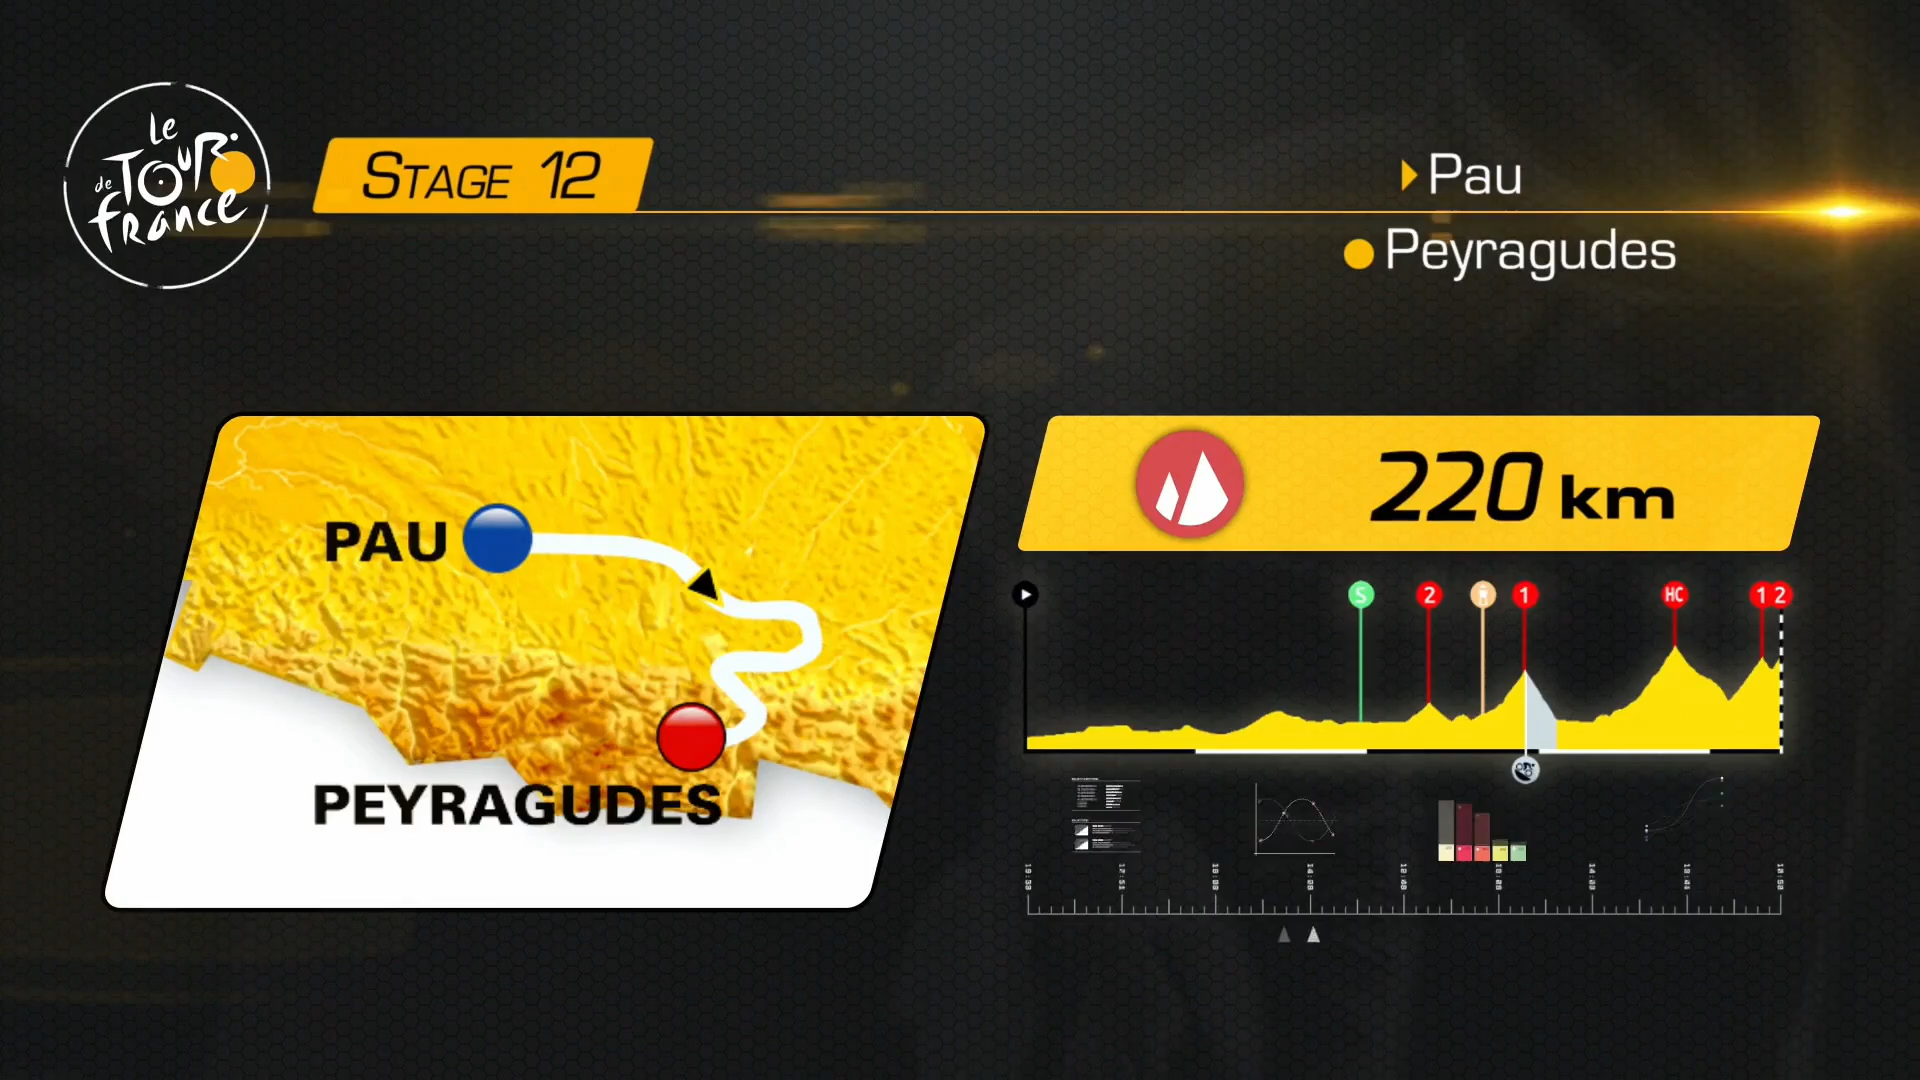 Le
TOUR
de
france
STAGE 12
Pau
Peyragudes
PAU
PEYRAGUDES
220 km
S
2
1
HC
1 2